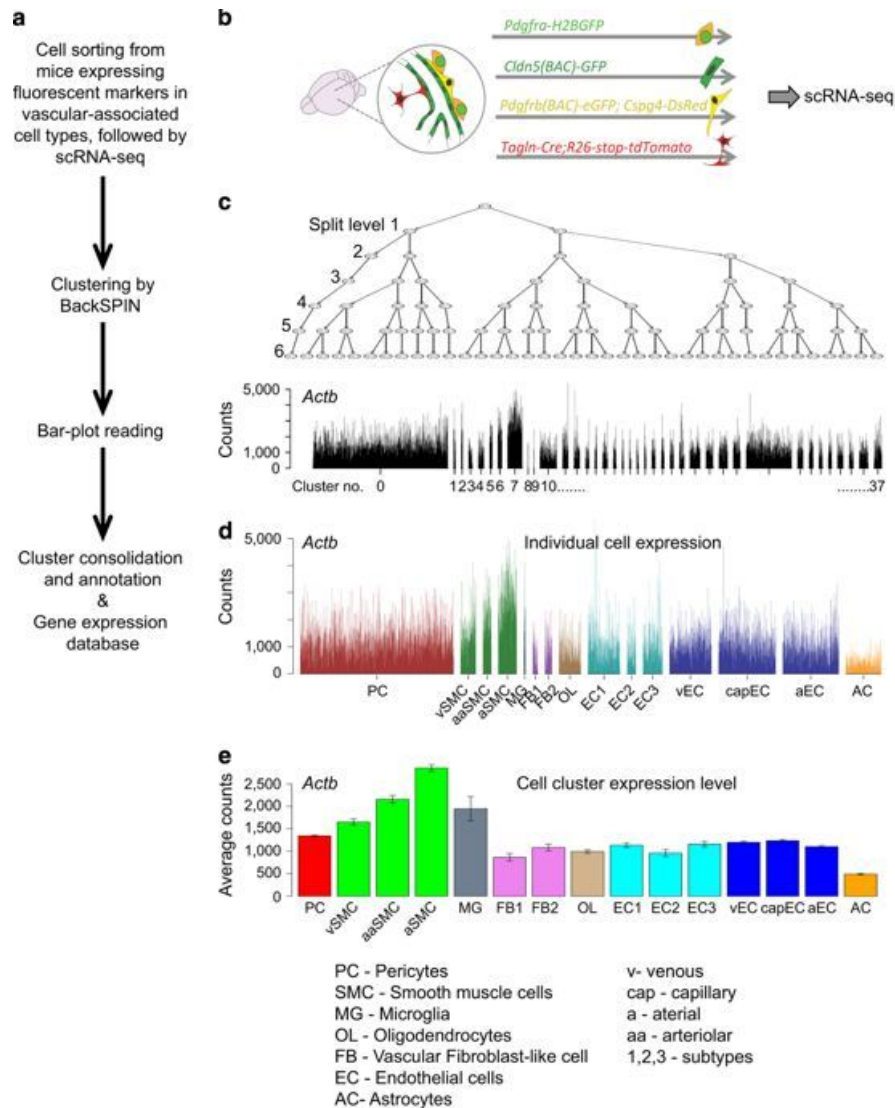 a
Cell sorting from
mice expressing
fluorescent markers in
vascular-associated
cell types, followed by
scRNA-seq
Clustering by
BackSPIN
Bar-plot reading
Cluster consolidation
and annotation
&
Gene expression
database
b
Pdgfra-H2BGFP
Cldn5(BAC)-GFP
Pdgfrb(BAC)-eGFP; Cspg4-DsRed
Tagln-Cre;R26-stop-tdTomato
scRNA-seq
c
Split level 1
2
3
4
5
6
Actb
Counts
5,000
1,000
0
Cluster no. 0 1 2 3 4 5 6 7 8 9 10....... ........37
d
Actb Individual cell expression
Counts
5,000
1,000
0
PC vSMC aaSMC aSMC MG FB1 FB2 OL EC1 EC2 EC3 vEC capEC aEC AC
e
Actb Cell cluster expression level
Average counts
2,500
2,000
1,500
1,000
500
0
PC vSMC aaSMC aSMC MG FB1 FB2 OL EC1 EC2 EC3 vEC capEC aEC AC
PC - Pericytes
SMC - Smooth muscle cells
MG - Microglia
OL - Oligodendrocytes
FB - Vascular Fibroblast-like cell
EC - Endothelial cells
AC- Astrocytes
v- venous
cap - capillary
a - aterial
aa - arteriolar
1,2,3 - subtypes